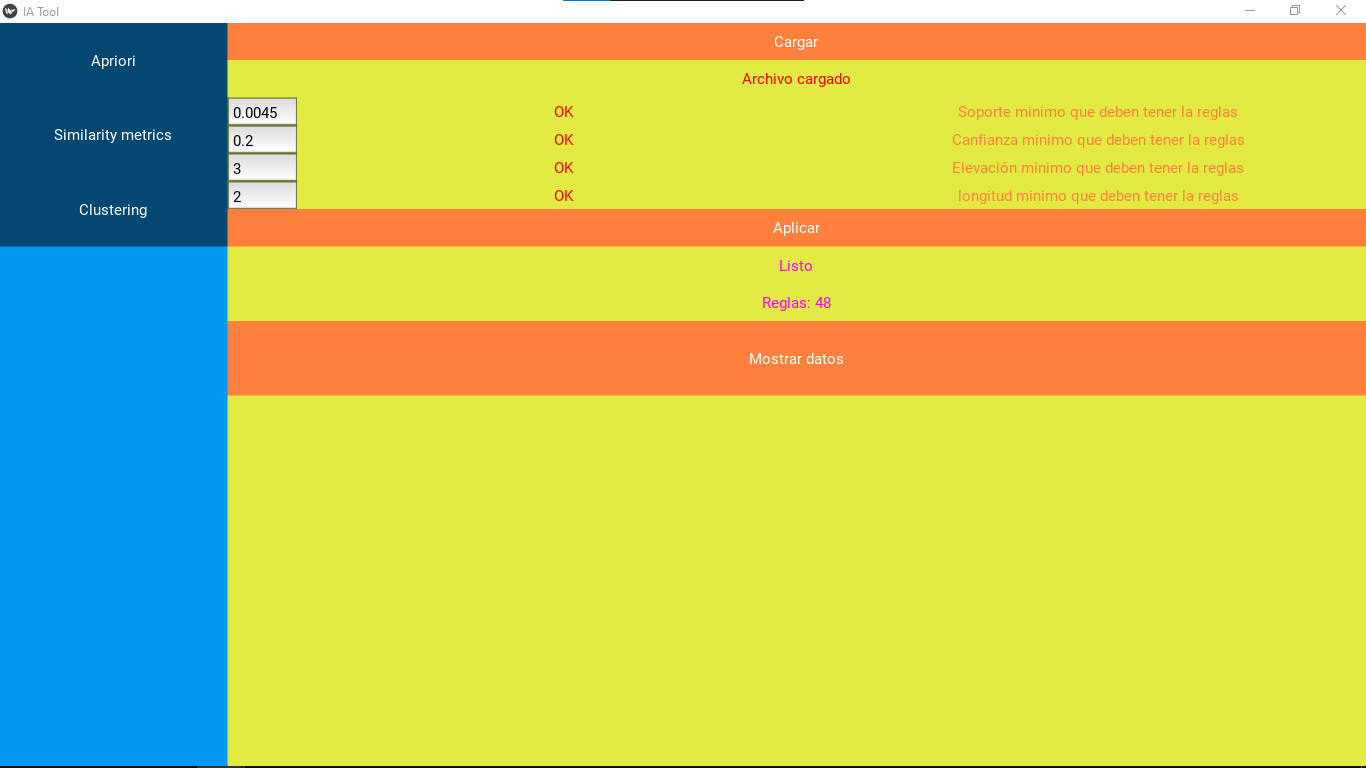 IA Tool
Apriori
Similarity metrics
Clustering
Cargar
Archivo cargado
0.0045 OK Soporte minimo que deben tener la reglas
0.2 OK Canfianza minimo que deben tener la reglas
3 OK Elevación minimo que deben tener la reglas
2 OK longitud minimo que deben tener la reglas
Aplicar
Listo
Reglas: 48
Mostrar datos